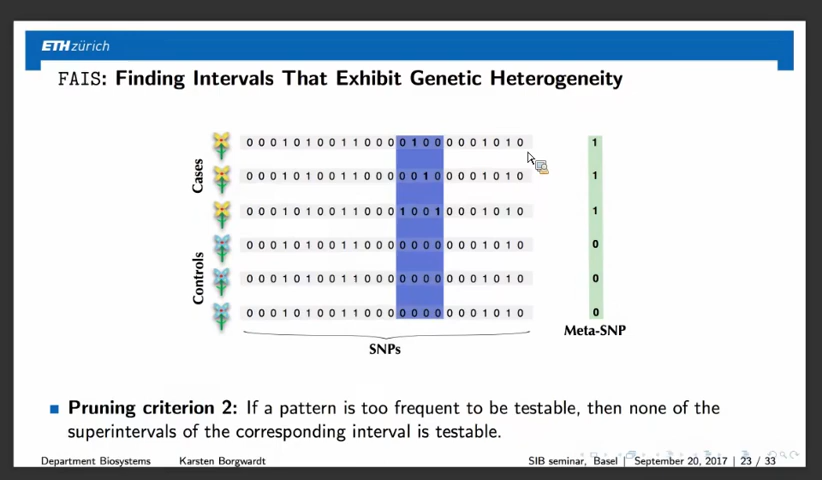 ETH zürich
FAIS: Finding Intervals That Exhibit Genetic Heterogeneity
Cases
Controls
0 0 0 1 0 1 0 0 1 1 0 0 0 0 1 0 0 0 0 0 1 0 1 0 1
0 0 0 1 0 1 0 0 1 1 0 0 0 0 0 1 0 0 0 0 1 0 1 0 1
0 0 0 1 0 1 0 0 1 1 0 0 0 1 0 0 1 0 0 0 1 0 1 0 1
0 0 0 1 0 1 0 0 1 1 0 0 0 0 0 0 0 0 0 0 1 0 1 0 0
0 0 0 1 0 1 0 0 1 1 0 0 0 0 0 0 0 0 0 0 1 0 1 0 0
0 0 0 1 0 1 0 0 1 1 0 0 0 0 0 0 0 0 0 0 1 0 1 0 0
SNPs
Meta-SNP
Pruning criterion 2: If a pattern is too frequent to be testable, then none of the
superintervals of the corresponding interval is testable.
Department Biosystems Karsten Borgwardt SIB seminar, Basel | September 20, 2017 | 23 / 33